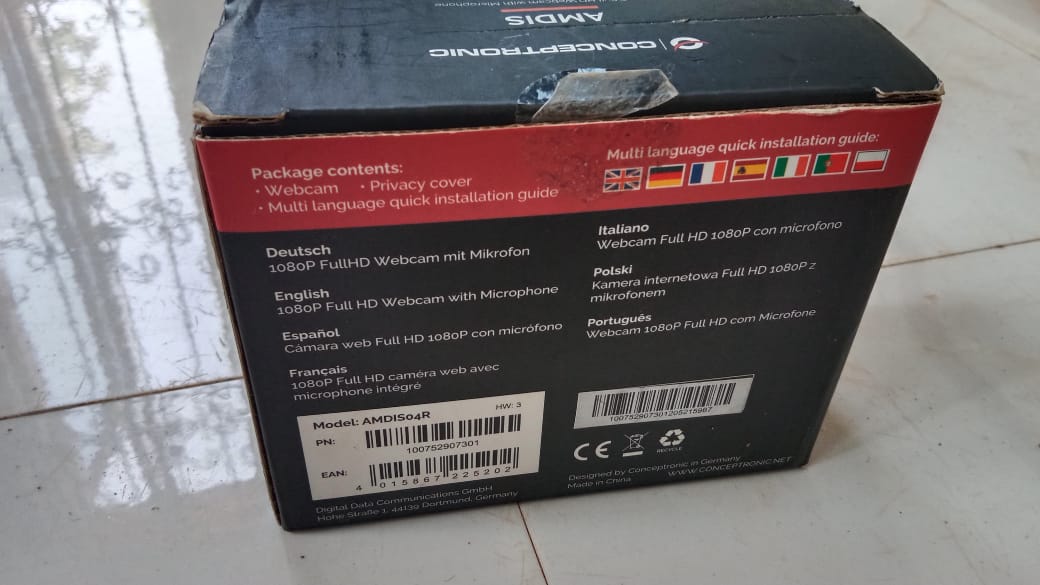 Full HD Webcam with Microphone
AMDIS
CONCEPTRONIC
Package contents:
• Webcam • Privacy cover
• Multi language quick installation guide
Multi language quick installation guide:
Deutsch
1080P FullHD Webcam mit Mikrofon
English
1080P Full HD Webcam with Microphone
Español
Cámara web Full HD 1080P con micrófono
Français
1080P Full HD caméra web avec
microphone intégré
Italiano
Webcam Full HD 1080P con microfono
Polski
Kamera internetowa Full HD 1080P z
mikrofonem
Português
Webcam 1080P Full HD com Microfone
Model: AMDIS04R HW: 3
PN:
100752907301
EAN:
4 015867 225202
Digital Data Communications GmbH
Hohe Straße 1, 44139 Dortmund, Germany
100752907301205215987
CE
RECYCLE
Designed by Conceptronic in Germany
Made in China WWW.CONCEPTRONIC.NET